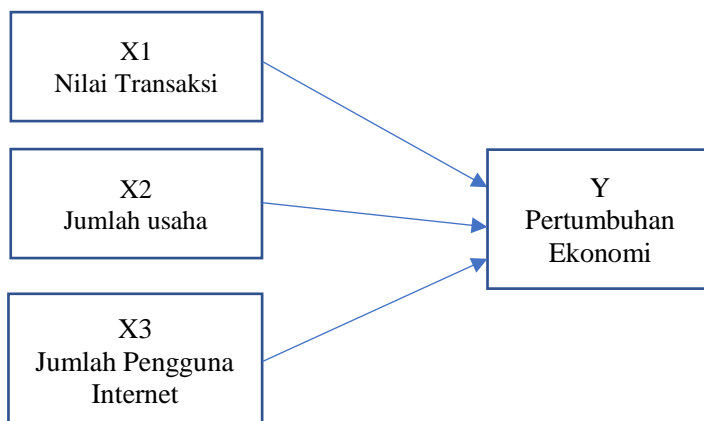 X1
Nilai Transaksi
X2
Jumlah usaha
X3
Jumlah Pengguna
Internet
Y
Pertumbuhan
Ekonomi